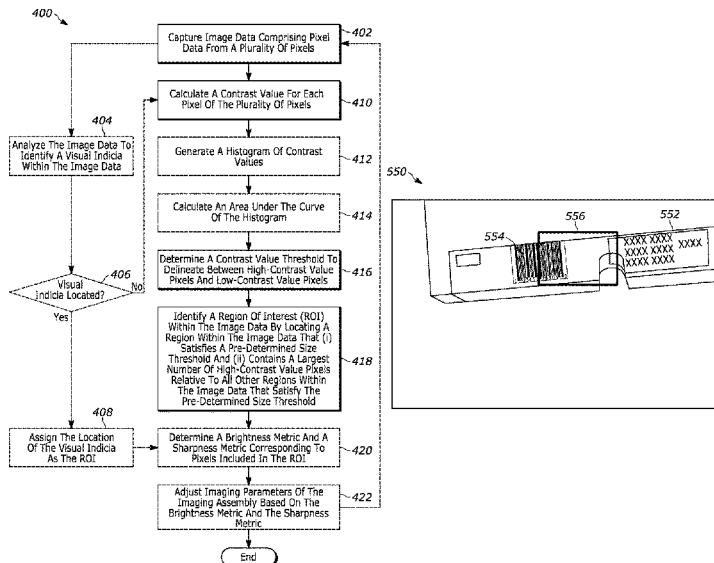 400
Capture Image Data Comprising Pixel
Data From A Plurality Of Pixels
402
Calculate A Contrast Value For Each
Pixel Of The Plurality Of Pixels
410
404
Analyze The Image Data To
Identify A Visual Indicia
Within The Image Data
Generate A Histogram Of Contrast
Values
412
Calculate An Area Under The Curve
Of The Histogram
414
Determine A Contrast Value Threshold To
Delineate Between High-Contrast Value
Pixels And Low-Contrast Value Pixels
416
406
Visual
Indicia Located?
No
Yes
Identify A Region Of Interest (ROI)
Within The Image Data By Locating A
Region Within The Image Data That (i)
Satisfies A Pre-Determined Size
Threshold And (ii) Contains A Largest
Number Of High-Contrast Value Pixels
Relative To All Other Regions Within
The Image Data That Satisfy The
Pre-Determined Size Threshold
418
408
Assign The Location
Of The Visual Indicia
As The ROI
Determine A Brightness Metric And A
Sharpness Metric Corresponding To
Pixels Included In The ROI
420
Adjust Imaging Parameters Of The
Imaging Assembly Based On The
Brightness Metric And The Sharpness
Metric
422
End
550
556
552
554
XXXX XXXX
XXXX XXXX XXXX
XXXX XXXX